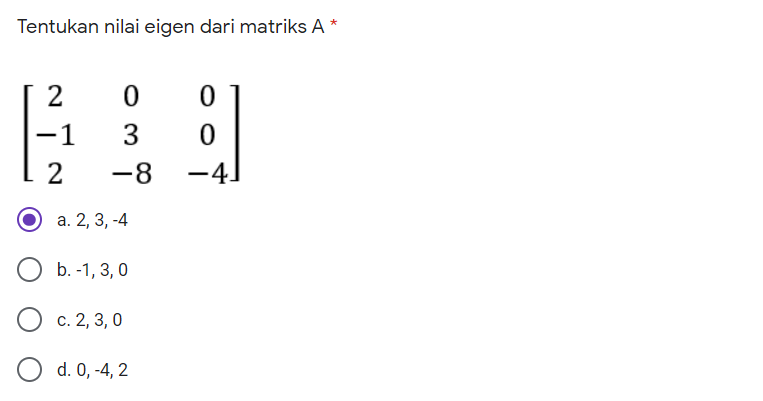 Tentukan nilai eigen dari matriks A *
2 0 0
−1 3 0
2 −8 −4
a. 2, 3, -4
b. -1, 3, 0
c. 2, 3, 0
d. 0, -4, 2